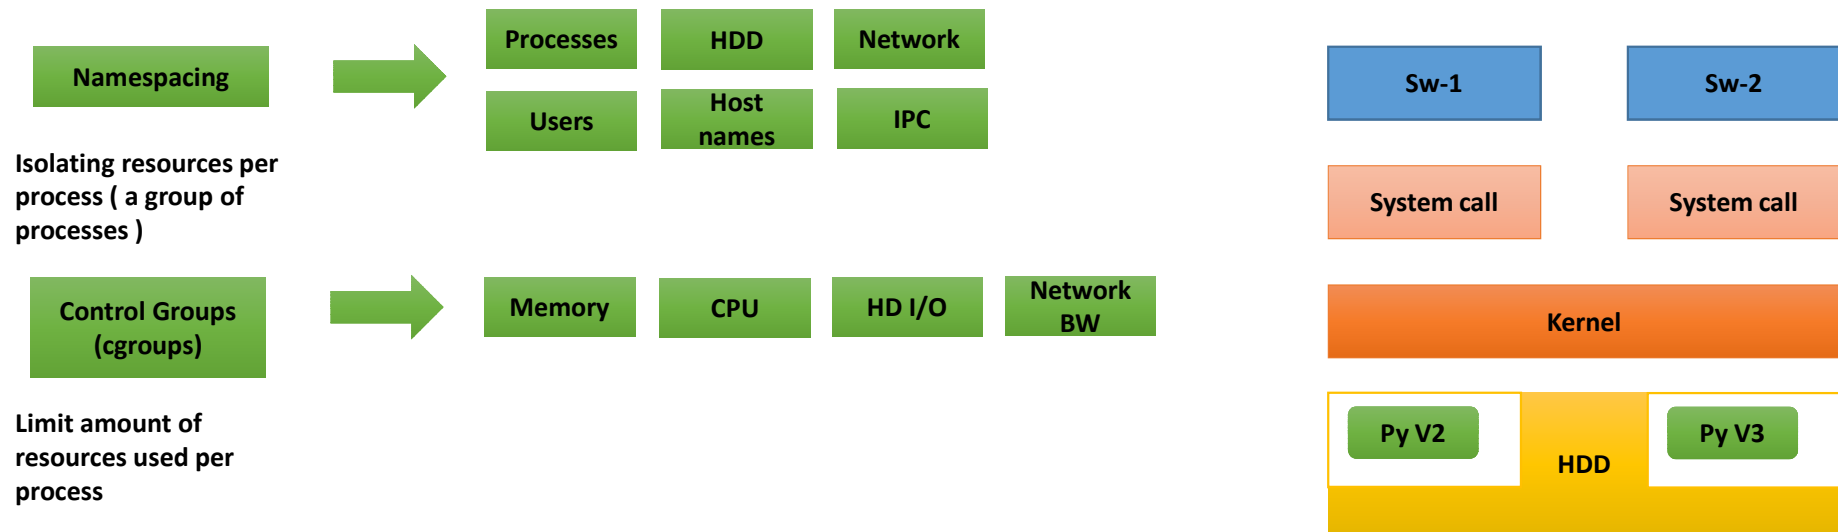 Namespacing
Processes
HDD
Network
Users
Host
names
IPC
Isolating resources per
process ( a group of
processes )
Control Groups
(cgroups)
Memory
CPU
HD I/O
Network
BW
Limit amount of
resources used per
process
Sw-1
Sw-2
System call
System call
Kernel
Py V2
HDD
Py V3